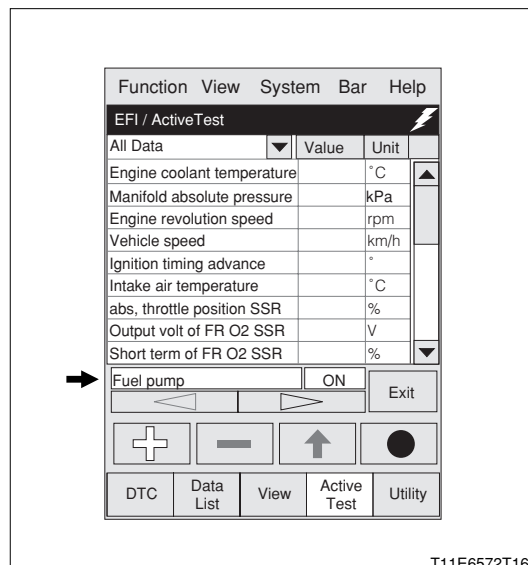 Function View System Bar Help
EFI / ActiveTest
All Data Value Unit
Engine coolant temperature °C
Manifold absolute pressure kPa
Engine revolution speed rpm
Vehicle speed km/h
Ignition timing advance °
Intake air temperature °C
abs, throttle position SSR %
Output volt of FR O2 SSR V
Short term of FR O2 SSR %
Fuel pump ON
Exit
DTC Data List View Active Test Utility
T11E6572T16